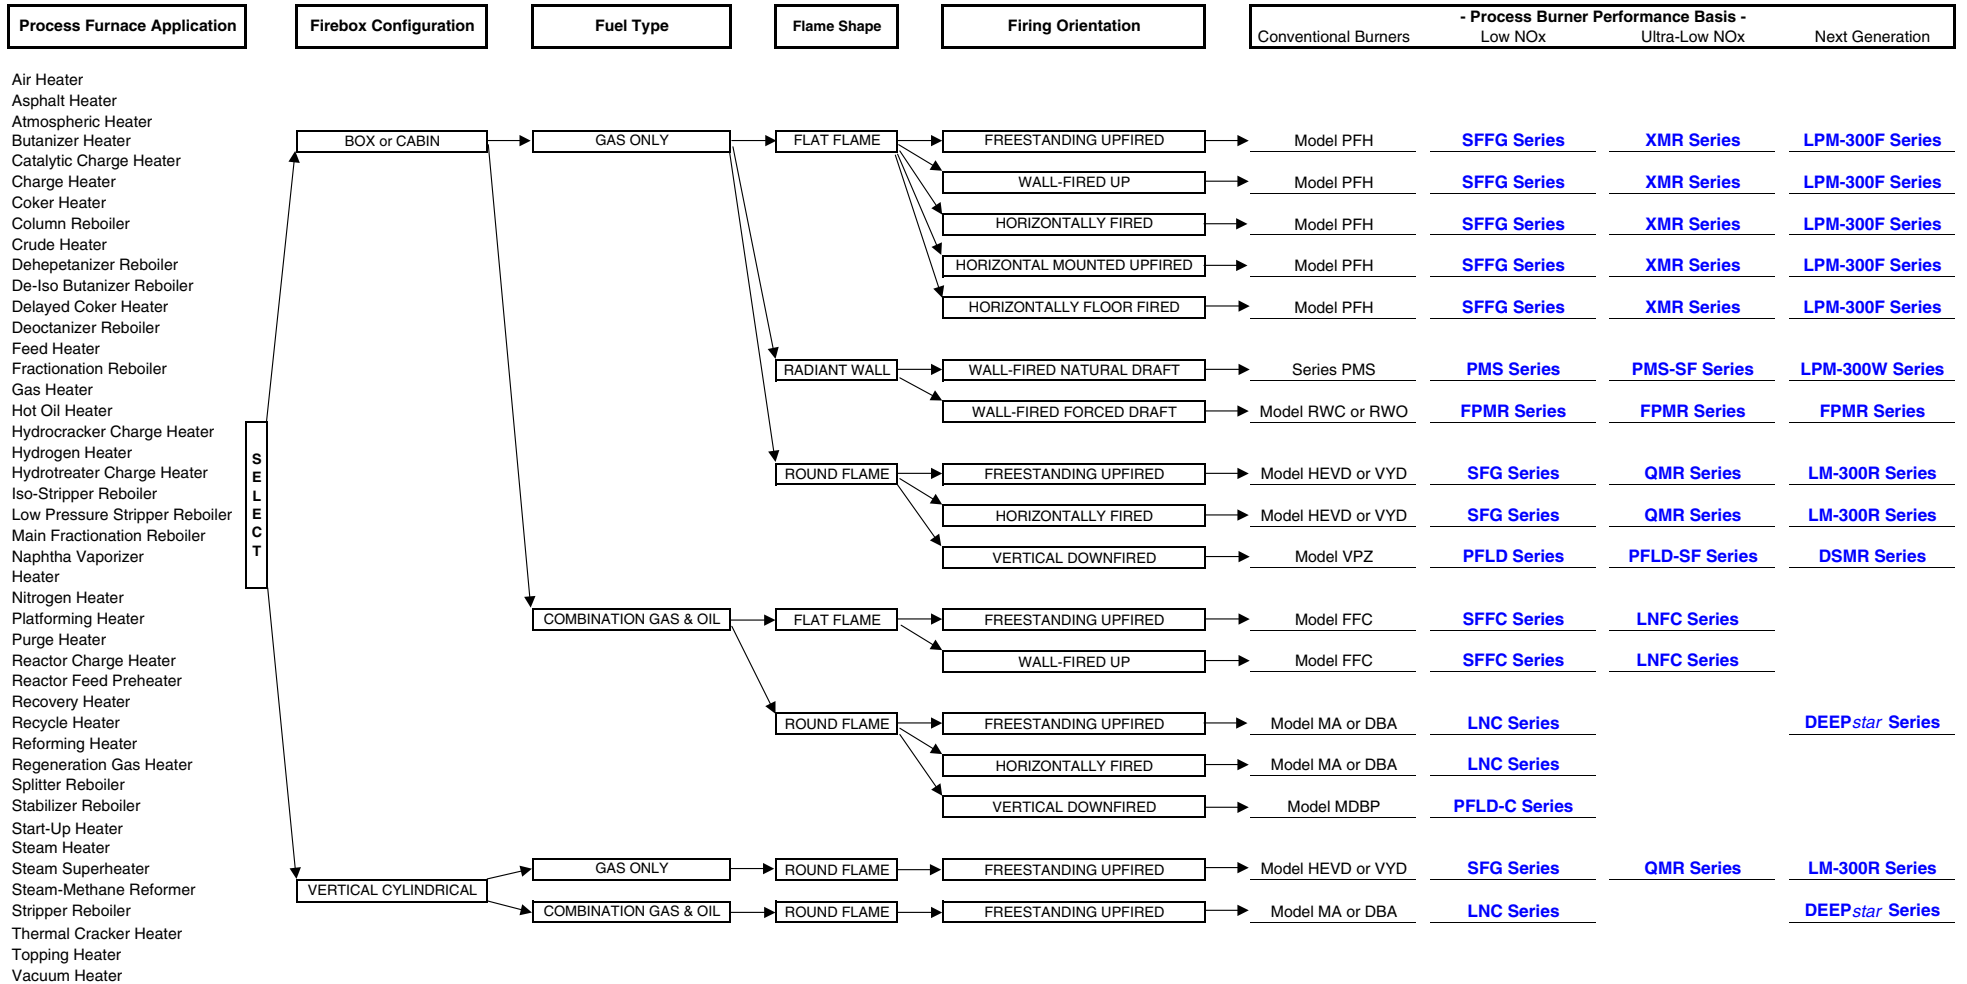 Process Furnace Application
Firebox Configuration
Fuel Type
Flame Shape
Firing Orientation
- Process Burner Performance Basis -
Conventional Burners Low NOx Ultra-Low NOx Next Generation
Air Heater
Asphalt Heater
Atmospheric Heater
Butanizer Heater
Catalytic Charge Heater
Charge Heater
Coker Heater
Column Reboiler
Crude Heater
Dehepetanizer Reboiler
De-Iso Butanizer Reboiler
Delayed Coker Heater
Deoctanizer Reboiler
Feed Heater
Fractionation Reboiler
Gas Heater
Hot Oil Heater
Hydrocracker Charge Heater
Hydrogen Heater
Hydrotreater Charge Heater
Iso-Stripper Reboiler
Low Pressure Stripper Reboiler
Main Fractionation Reboiler
Naphtha Vaporizer
Heater
Nitrogen Heater
Platforming Heater
Purge Heater
Reactor Charge Heater
Reactor Feed Preheater
Recovery Heater
Recycle Heater
Reforming Heater
Regeneration Gas Heater
Splitter Reboiler
Stabilizer Reboiler
Start-Up Heater
Steam Heater
Steam Superheater
Steam-Methane Reformer
Stripper Reboiler
Thermal Cracker Heater
Topping Heater
Vacuum Heater
SELECT
BOX or CABIN GAS ONLY FLAT FLAME FREESTANDING UPFIRED Model PFH SFFG Series XMR Series LPM-300F Series
WALL-FIRED UP Model PFH SFFG Series XMR Series LPM-300F Series
HORIZONTALLY FIRED Model PFH SFFG Series XMR Series LPM-300F Series
HORIZONTAL MOUNTED UPFIRED Model PFH SFFG Series XMR Series LPM-300F Series
HORIZONTALLY FLOOR FIRED Model PFH SFFG Series XMR Series LPM-300F Series
RADIANT WALL WALL-FIRED NATURAL DRAFT Series PMS PMS Series PMS-SF Series LPM-300W Series
WALL-FIRED FORCED DRAFT Model RWC or RWO FPMR Series FPMR Series FPMR Series
ROUND FLAME FREESTANDING UPFIRED Model HEVD or VYD SFG Series QMR Series LM-300R Series
HORIZONTALLY FIRED Model HEVD or VYD SFG Series QMR Series LM-300R Series
VERTICAL DOWNFIRED Model VPZ PFLD Series PFLD-SF Series DSMR Series
COMBINATION GAS & OIL FLAT FLAME FREESTANDING UPFIRED Model FFC SFFC Series LNFC Series
WALL-FIRED UP Model FFC SFFC Series LNFC Series
ROUND FLAME FREESTANDING UPFIRED Model MA or DBA LNC Series DEEPstar Series
HORIZONTALLY FIRED Model MA or DBA LNC Series
VERTICAL DOWNFIRED Model MDBP PFLD-C Series
VERTICAL CYLINDRICAL
GAS ONLY ROUND FLAME FREESTANDING UPFIRED Model HEVD or VYD SFG Series QMR Series LM-300R Series
COMBINATION GAS & OIL ROUND FLAME FREESTANDING UPFIRED Model MA or DBA LNC Series DEEPstar Series